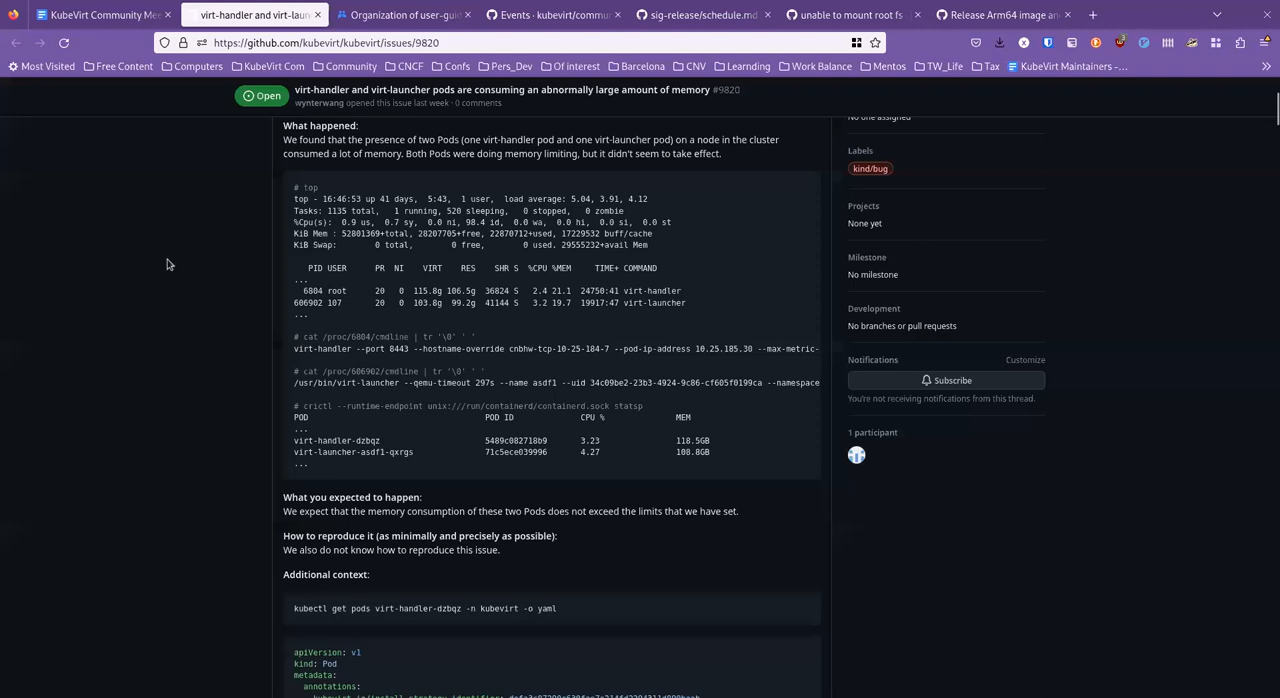 KubeVirt Community Mee
virt-handler and virt-laun
Organization of user-guid
Events · kubevirt/commu
sig-release/schedule.md
unable to mount root fs
Release Arm64 image an
https://github.com/kubevirt/kubevirt/issues/9820
3
Most Visited
Free Content
Computers
KubeVirt Com
Community
CNCF
Confs
Pers_Dev
Of interest
Barcelona
CNV
Learnding
Work Balance
Mentos
TW_Life
Tax
KubeVirt Maintainers -…
Open
virt-handler and virt-launcher pods are consuming an abnormally large amount of memory #9820
wynterwang opened this issue last week · 0 comments
What happened:
We found that the presence of two Pods (one virt-handler pod and one virt-launcher pod) on a node in the cluster
consumed a lot of memory. Both Pods were doing memory limiting, but it didn't seem to take effect.
# top
top - 16:46:53 up 41 days,  5:43,  1 user,  load average: 5.04, 3.91, 4.12
Tasks: 1135 total,   1 running, 520 sleeping,   0 stopped,   0 zombie
%Cpu(s):  0.9 us,  0.7 sy,  0.0 ni, 98.4 id,  0.0 wa,  0.0 hi,  0.0 si,  0.0 st
KiB Mem : 52801369+total, 28207705+free, 22870712+used, 17229532 buff/cache
KiB Swap:        0 total,        0 free,        0 used. 29555232+avail Mem
PID USER      PR  NI    VIRT    RES    SHR S  %CPU %MEM     TIME+ COMMAND
...
6804 root      20   0  115.8g 106.5g  36824 S   2.4 21.1  24750:41 virt-handler
606902 107       20   0  103.8g  99.2g  41144 S   3.2 19.7  19917:47 virt-launcher
...
# cat /proc/6804/cmdline | tr '\0' ' '
virt-handler --port 8443 --hostname-override cnbhw-tcp-10-25-184-7 --pod-ip-address 10.25.185.30 --max-metric-
# cat /proc/606902/cmdline | tr '\0' ' '
/usr/bin/virt-launcher --qemu-timeout 297s --name asdf1 --uid 34c09be2-23b3-4924-9c86-cf605f0199ca --namespace
# crictl --runtime-endpoint unix:///run/containerd/containerd.sock statsp
POD                      POD ID              CPU %               MEM
...
virt-handler-dzbqz       5489c082718b9       3.23                118.5GB
virt-launcher-asdf1-qxrgs       71c5ece039996       4.27                108.8GB
...
What you expected to happen:
We expect that the memory consumption of these two Pods does not exceed the limits that we have set.
How to reproduce it (as minimally and precisely as possible):
We also do not know how to reproduce this issue.
Additional context:
kubectl get pods virt-handler-dzbqz -n kubevirt -o yaml
apiVersion: v1
kind: Pod
metadata:
annotations:
No one assigned
Labels
kind/bug
Projects
None yet
Milestone
No milestone
Development
No branches or pull requests
Notifications
Customize
Subscribe
You're not receiving notifications from this thread.
1 participant